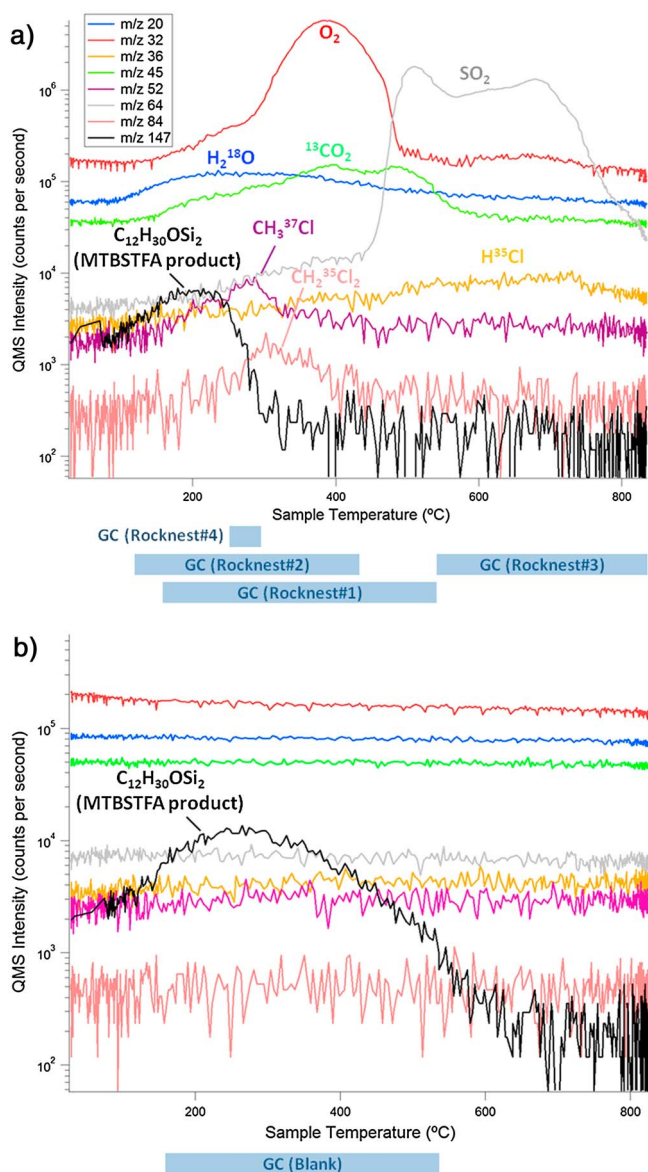 a)
m/z 20
m/z 32
m/z 36
m/z 45
m/z 52
m/z 64
m/z 84
m/z 147
O₂
SO₂
H₂¹⁸O
¹³CO₂
C₁₂H₃₀OSi₂
(MTBSTFA product)
CH₃³⁷Cl
CH₂³⁵Cl₂
H³⁵Cl
QMS Intensity (counts per second)
10⁶
10⁵
10⁴
10³
10²
200 400 600 800
Sample Temperature (ºC)
GC (Rocknest#4)
GC (Rocknest#2) GC (Rocknest#3)
GC (Rocknest#1)
b)
C₁₂H₃₀OSi₂
(MTBSTFA product)
QMS Intensity (counts per second)
10⁵
10⁴
10³
10²
200 400 600 800
Sample Temperature (ºC)
GC (Blank)